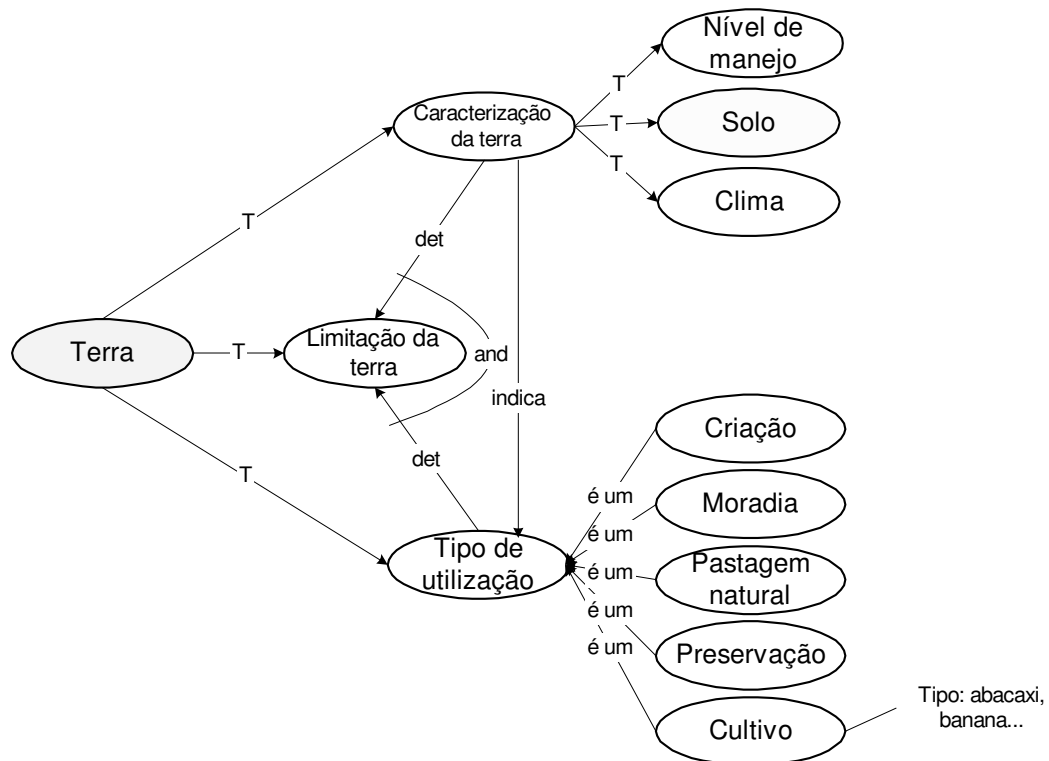 Nível de
manejo
T
Caracterização
da terra
T
Solo
T
Clima
T
det
Terra
T
Limitação da
terra
and
indica
Criação
det
T
é um
Moradia
é um
Tipo de
utilização
é um
Pastagem
natural
é um
é um
Preservação
Tipo: abacaxi,
banana...
Cultivo